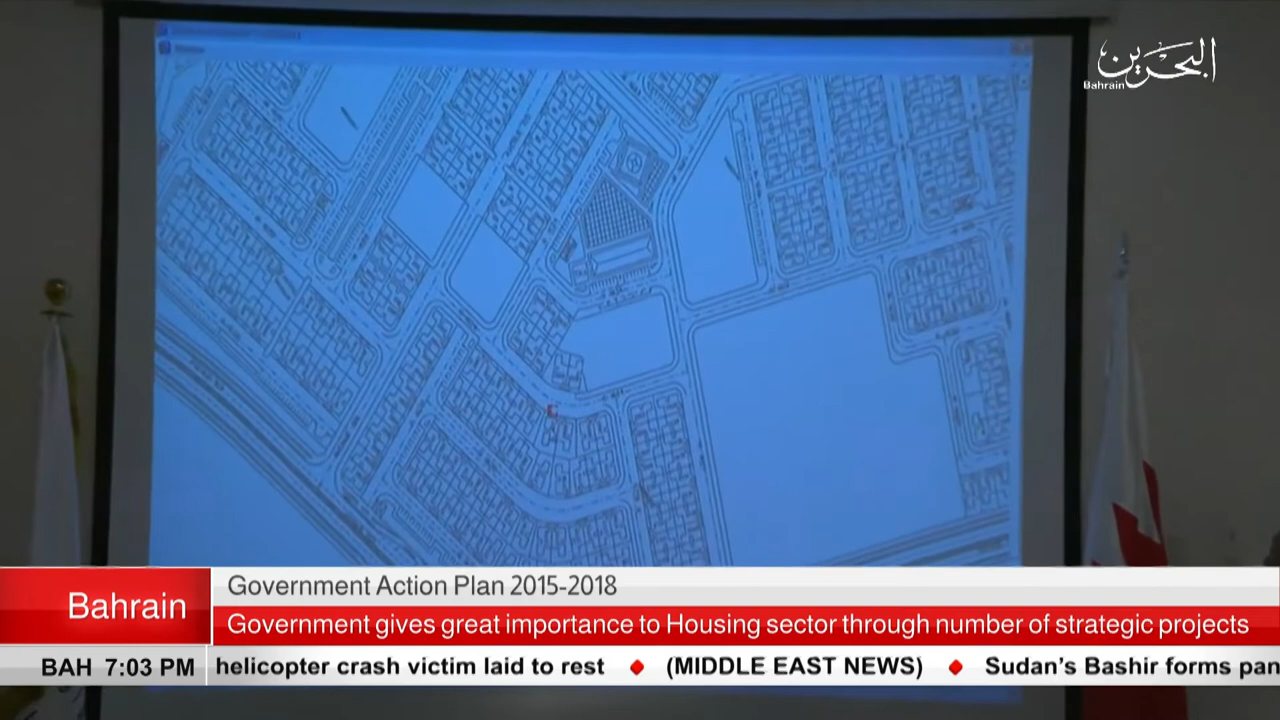 البحرين
Bahrain
Government Action Plan 2015-2018
Bahrain
Government gives great importance to Housing sector through number of strategic projects
BAH 7:03 PM helicopter crash victim laid to rest ♦ (MIDDLE EAST NEWS) ♦ Sudan's Bashir forms pan